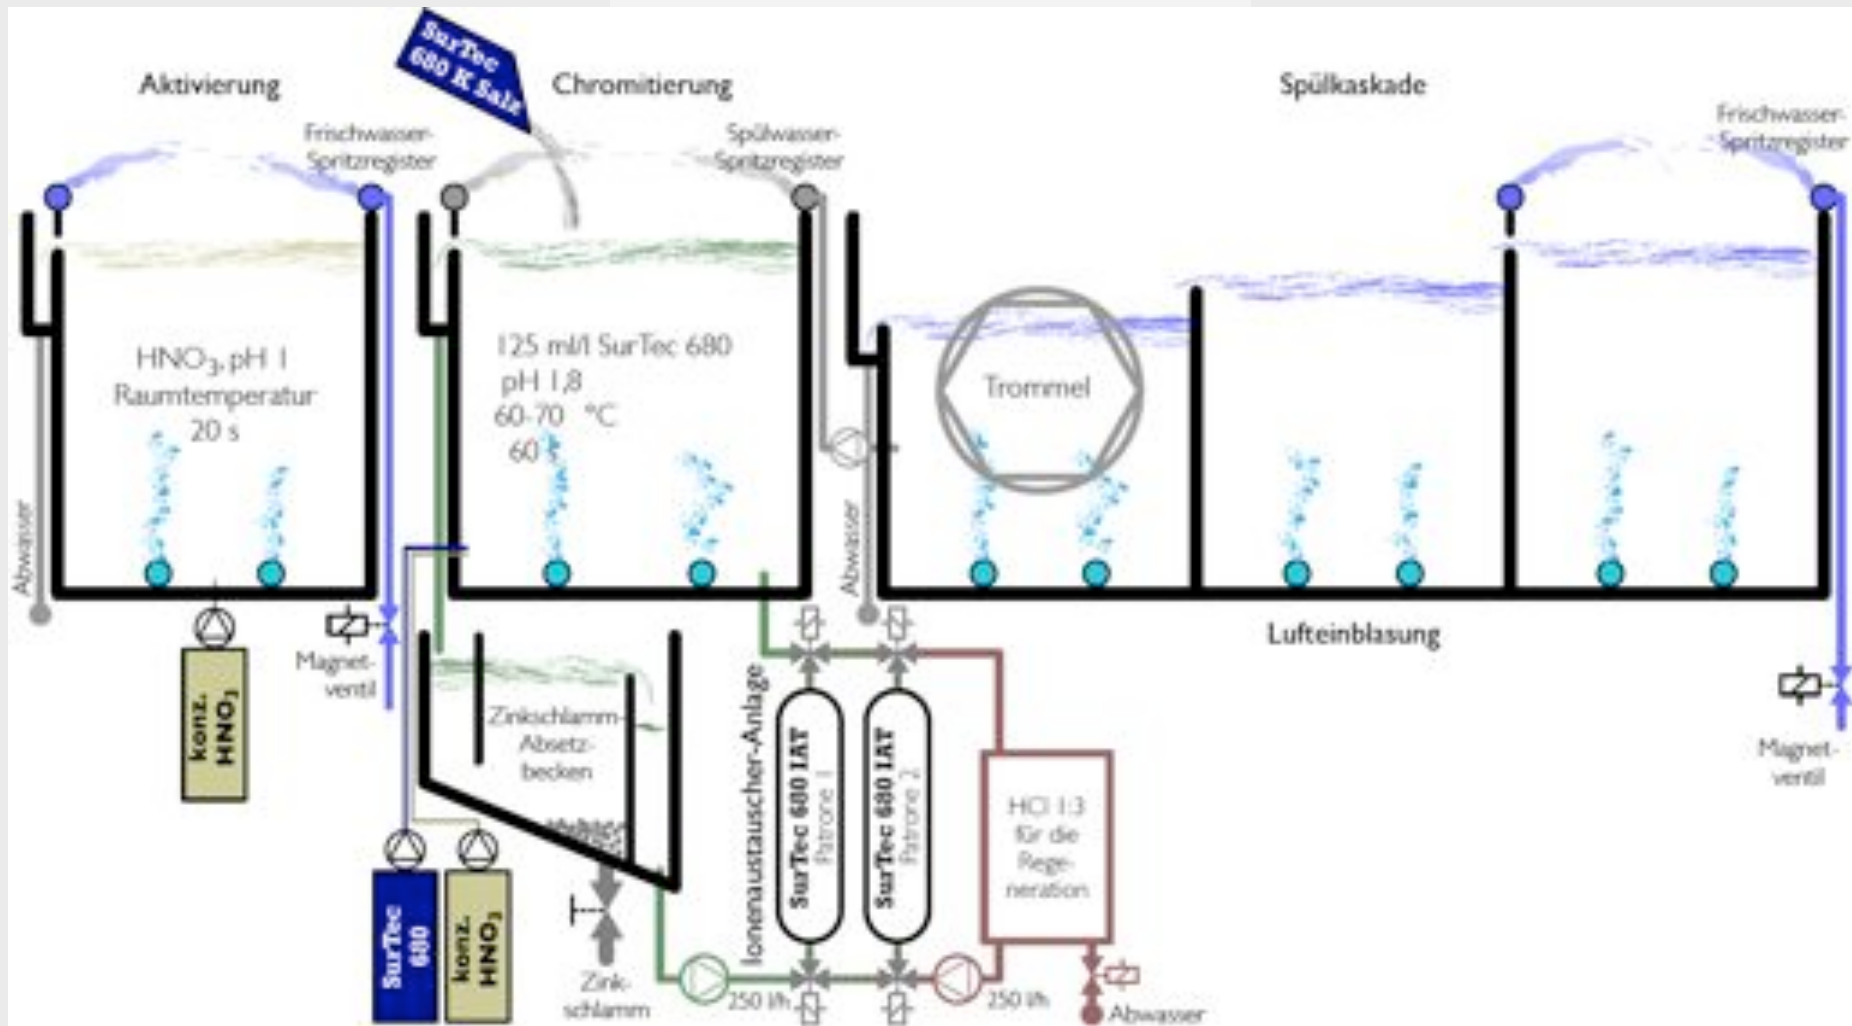 SurTec
680 K Salz
Aktivierung
Chromitierung
Spülkaskade
Frischwasser-
Spritzregister
Spülwasser-
Spritzregister
Frischwasser-
Spritzregister
HNO₃, pH 1
Raumtemperatur
20 s
125 ml/l SurTec 680
pH 1,8
60-70 °C
60 s
Trommel
Abwasser
Abwasser
Lufteinblasung
Magnet-
ventil
konz.
HNO₃
Zinkschlamm-
Absetz-
becken
Ionenaustauscher-Anlage
SurTec 680 IAT
Patrone 1
SurTec 680 IAT
Patrone 2
HCl 1:3
für die
Rege-
neration
Magnet-
ventil
SurTec
680
konz.
HNO₃
Zink-
schlamm
250 l/h
250 l/h
Abwasser